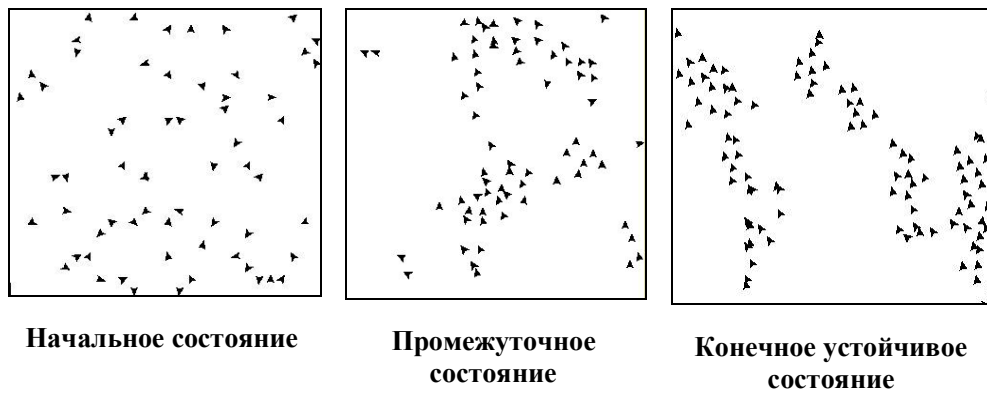 Начальное состояние
Промежуточное
состояние
Конечное устойчивое
состояние